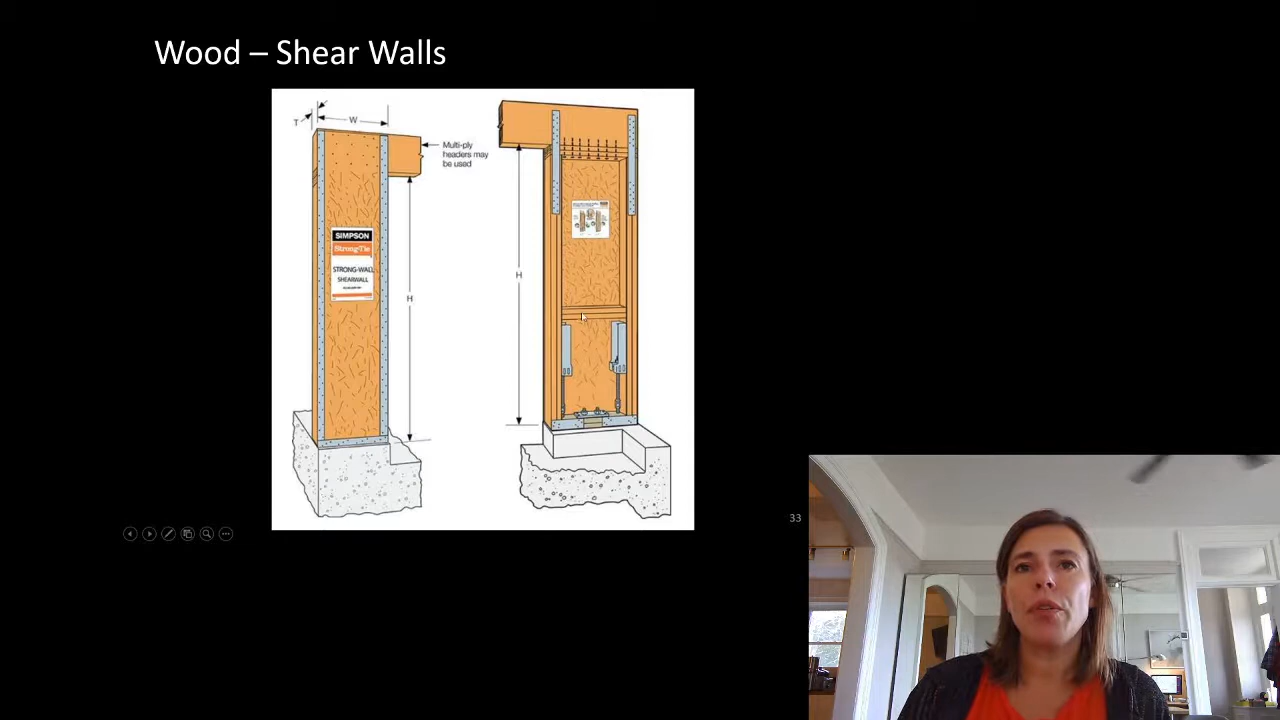 Wood – Shear Walls
T
W
Multi-ply
headers may
be used
H
H
SIMPSON
Strong-Tie
STRONG-WALL
SHEARWALL
33